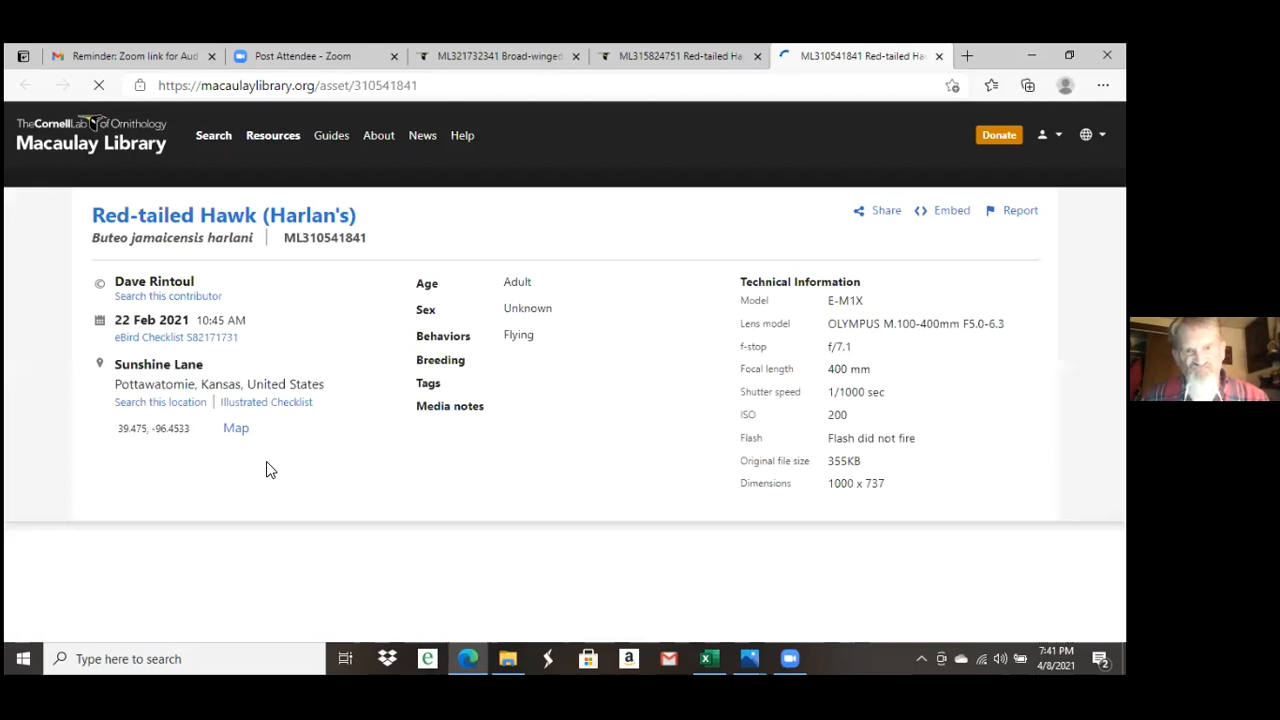 Reminder: Zoom link for Aud
Post Attendee - Zoom
ML321732341 Broad-winged
ML315824751 Red-tailed Ha
ML310541841 Red-tailed Ha
https://macaulaylibrary.org/asset/310541841
TheCornellLab of Ornithology
Macaulay Library
Search Resources Guides About News Help
Donate
Red-tailed Hawk (Harlan's)
Share Embed Report
Buteo jamaicensis harlani | ML310541841
© Dave Rintoul
Search this contributor
22 Feb 2021 10:45 AM
eBird Checklist S82171731
Sunshine Lane
Pottawatomie, Kansas, United States
Search this location | Illustrated Checklist
39.475, -96.4533 Map
Age Adult
Sex Unknown
Behaviors Flying
Breeding
Tags
Media notes
Technical Information
Model E-M1X
Lens model OLYMPUS M.100-400mm F5.0-6.3
f-stop f/7.1
Focal length 400 mm
Shutter speed 1/1000 sec
ISO 200
Flash Flash did not fire
Original file size 355KB
Dimensions 1000 x 737
Type here to search
7:41 PM
4/8/2021
2